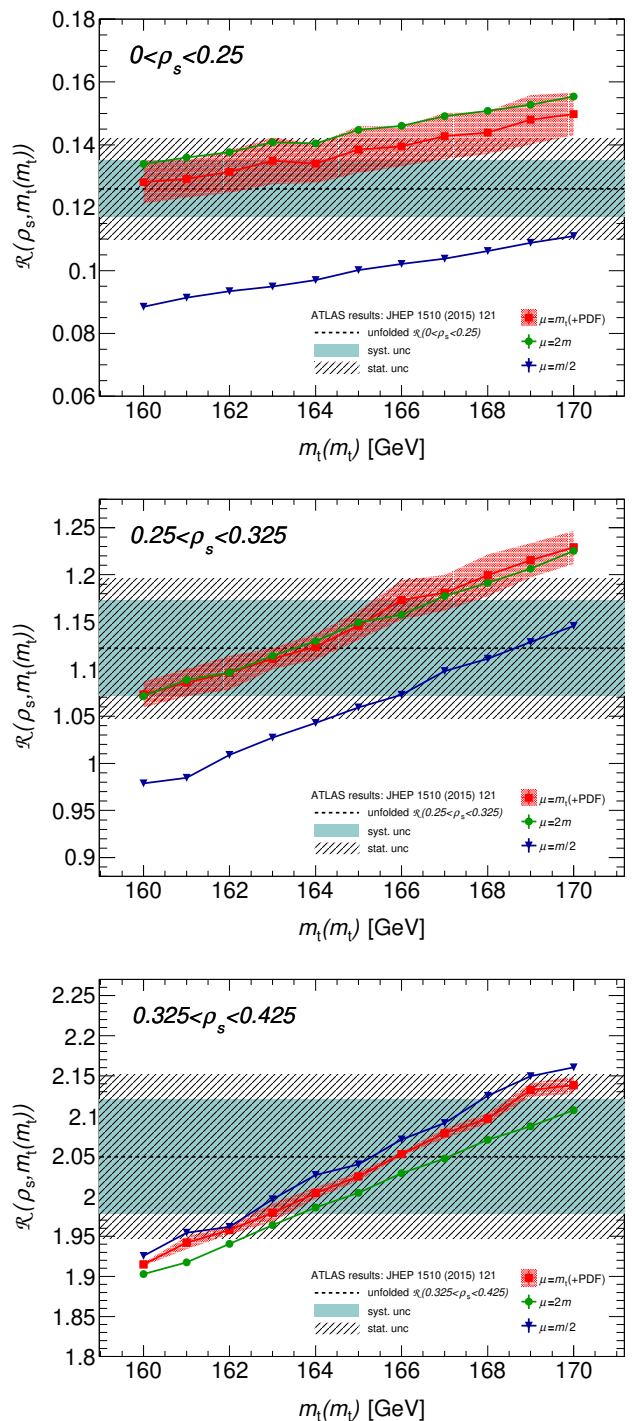 0<ρs<0.25
ℛ(ρs,mt(mt))
0.18
0.16
0.14
0.12
0.1
0.08
0.06
ATLAS results: JHEP 1510 (2015) 121
unfolded ℛ(0<ρs<0.25)
syst. unc
stat. unc
μ=mt(+PDF)
μ=2m
μ=m/2
160 162 164 166 168 170
mt(mt) [GeV]
0.25<ρs<0.325
ℛ(ρs,mt(mt))
1.25
1.2
1.15
1.1
1.05
1
0.95
0.9
ATLAS results: JHEP 1510 (2015) 121
unfolded ℛ(0.25<ρs<0.325)
syst. unc
stat. unc
μ=mt(+PDF)
μ=2m
μ=m/2
160 162 164 166 168 170
mt(mt) [GeV]
0.325<ρs<0.425
ℛ(ρs,mt(mt))
2.25
2.2
2.15
2.1
2.05
2
1.95
1.9
1.85
1.8
ATLAS results: JHEP 1510 (2015) 121
unfolded ℛ(0.325<ρs<0.425)
syst. unc
stat. unc
μ=mt(+PDF)
μ=2m
μ=m/2
160 162 164 166 168 170
mt(mt) [GeV]